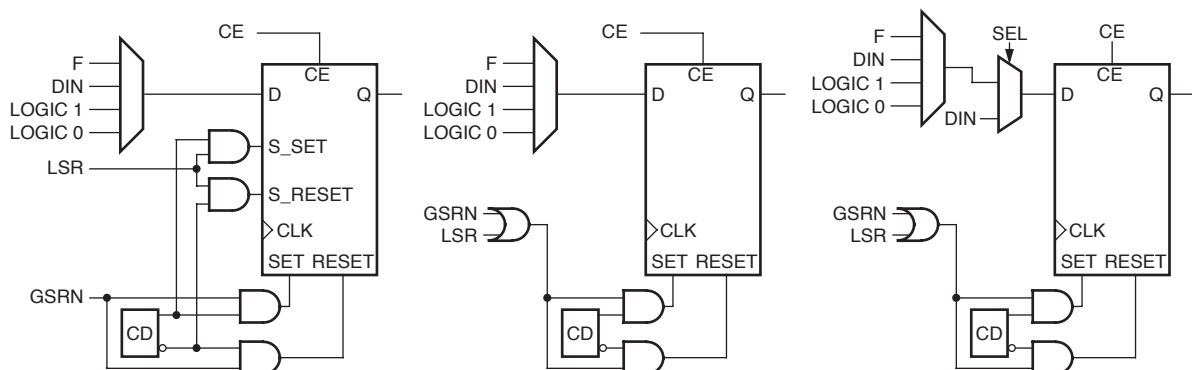 CE
F
DIN
LOGIC 1
LOGIC 0
LSR
CE
D
Q
S_SET
S_RESET
CLK
SET RESET
GSRN
CD
CE
F
DIN
LOGIC 1
LOGIC 0
CE
D
Q
GSRN
LSR
CLK
SET RESET
CD
SEL
CE
F
DIN
LOGIC 1
LOGIC 0
DIN
CE
D
Q
GSRN
LSR
CLK
SET RESET
CD